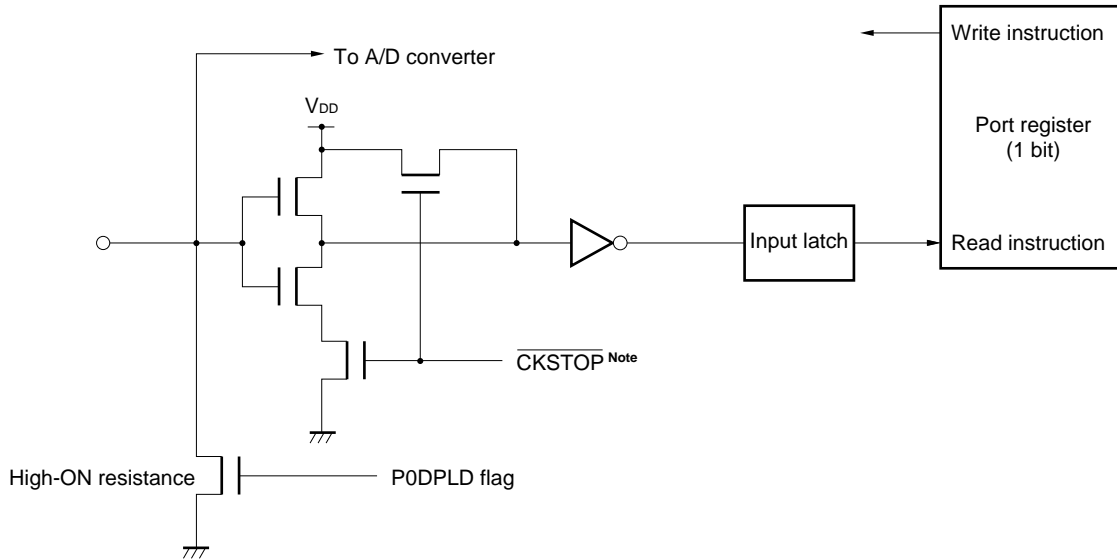 Write instruction
To A/D converter
VDD
Port register
(1 bit)
Input latch
Read instruction
CKSTOP Note
High-ON resistance
P0DPLD flag